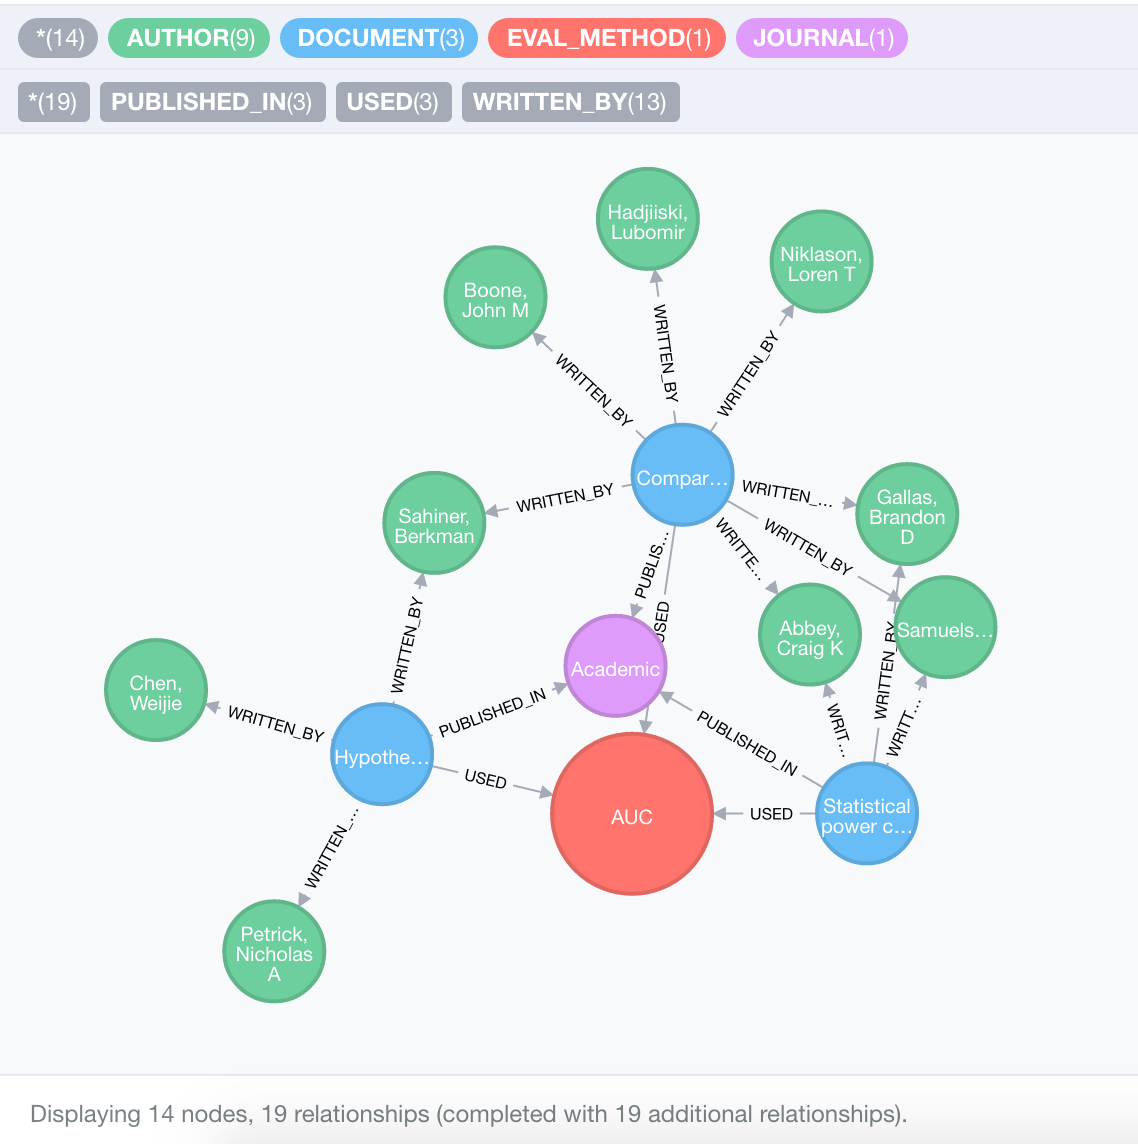 *(14) AUTHOR(9) DOCUMENT(3) EVAL_METHOD(1) JOURNAL(1)
*(19) PUBLISHED_IN(3) USED(3) WRITTEN_BY(13)
Hadjiiski,
Lubomir
Niklason,
Loren T
Boone,
John M
WRITTEN_BY
WRITTEN_BY
WRITTEN_BY
Compar...
WRITTEN_BY
WRITTEN_...
Gallas,
Brandon
D
Sahiner,
Berkman
WRITTE...
WRITTEN_BY
PUBLIS...
USED
Abbey,
Craig K
Samuels...
WRITTEN_BY
Academic
WRITTEN_BY
Chen,
Weijie
WRITTEN_BY
PUBLISHED_IN
PUBLISHED_IN
WRIT...
WRITT...
Hypothe...
USED
AUC
USED
Statistical
power c...
WRITTEN_...
Petrick,
Nicholas
A
Displaying 14 nodes, 19 relationships (completed with 19 additional relationships).